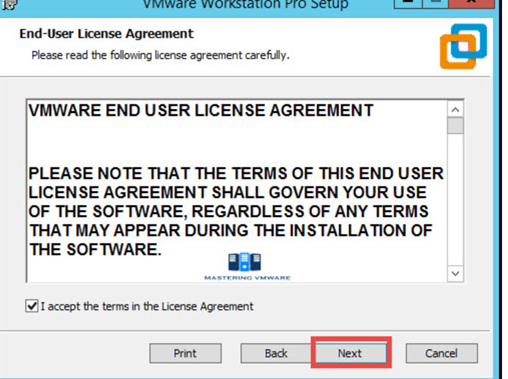 VMware Workstation Pro Setup
End-User License Agreement
Please read the following license agreement carefully.
VMWARE END USER LICENSE AGREEMENT
PLEASE NOTE THAT THE TERMS OF THIS END USER
LICENSE AGREEMENT SHALL GOVERN YOUR USE
OF THE SOFTWARE, REGARDLESS OF ANY TERMS
THAT MAY APPEAR DURING THE INSTALLATION OF
THE SOFTWARE.
MASTERING VMWARE
I accept the terms in the License Agreement
Print Back Next Cancel